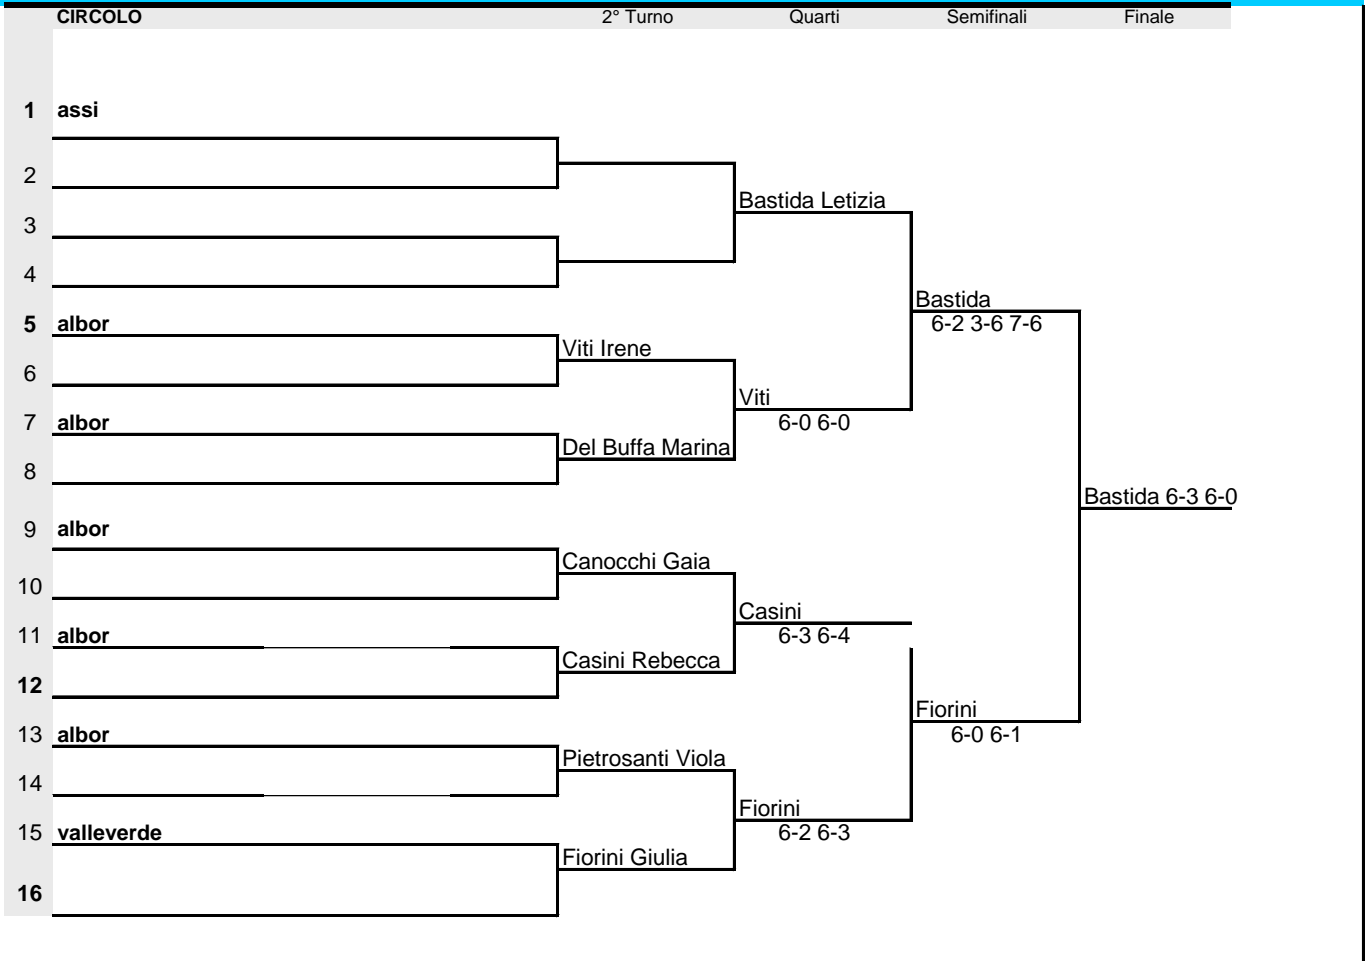 CIRCOLO 2° Turno Quarti Semifinali Finale
1 assi
2
Bastida Letizia
3
4
Bastida
5 albor 6-2 3-6 7-6
Viti Irene
6
Viti
7 albor 6-0 6-0
Del Buffa Marina
8
Bastida 6-3 6-0
9 albor
Canocchi Gaia
10
Casini
11 albor 6-3 6-4
Casini Rebecca
12
Fiorini
13 albor 6-0 6-1
Pietrosanti Viola
14
Fiorini
15 valleverde 6-2 6-3
Fiorini Giulia
16